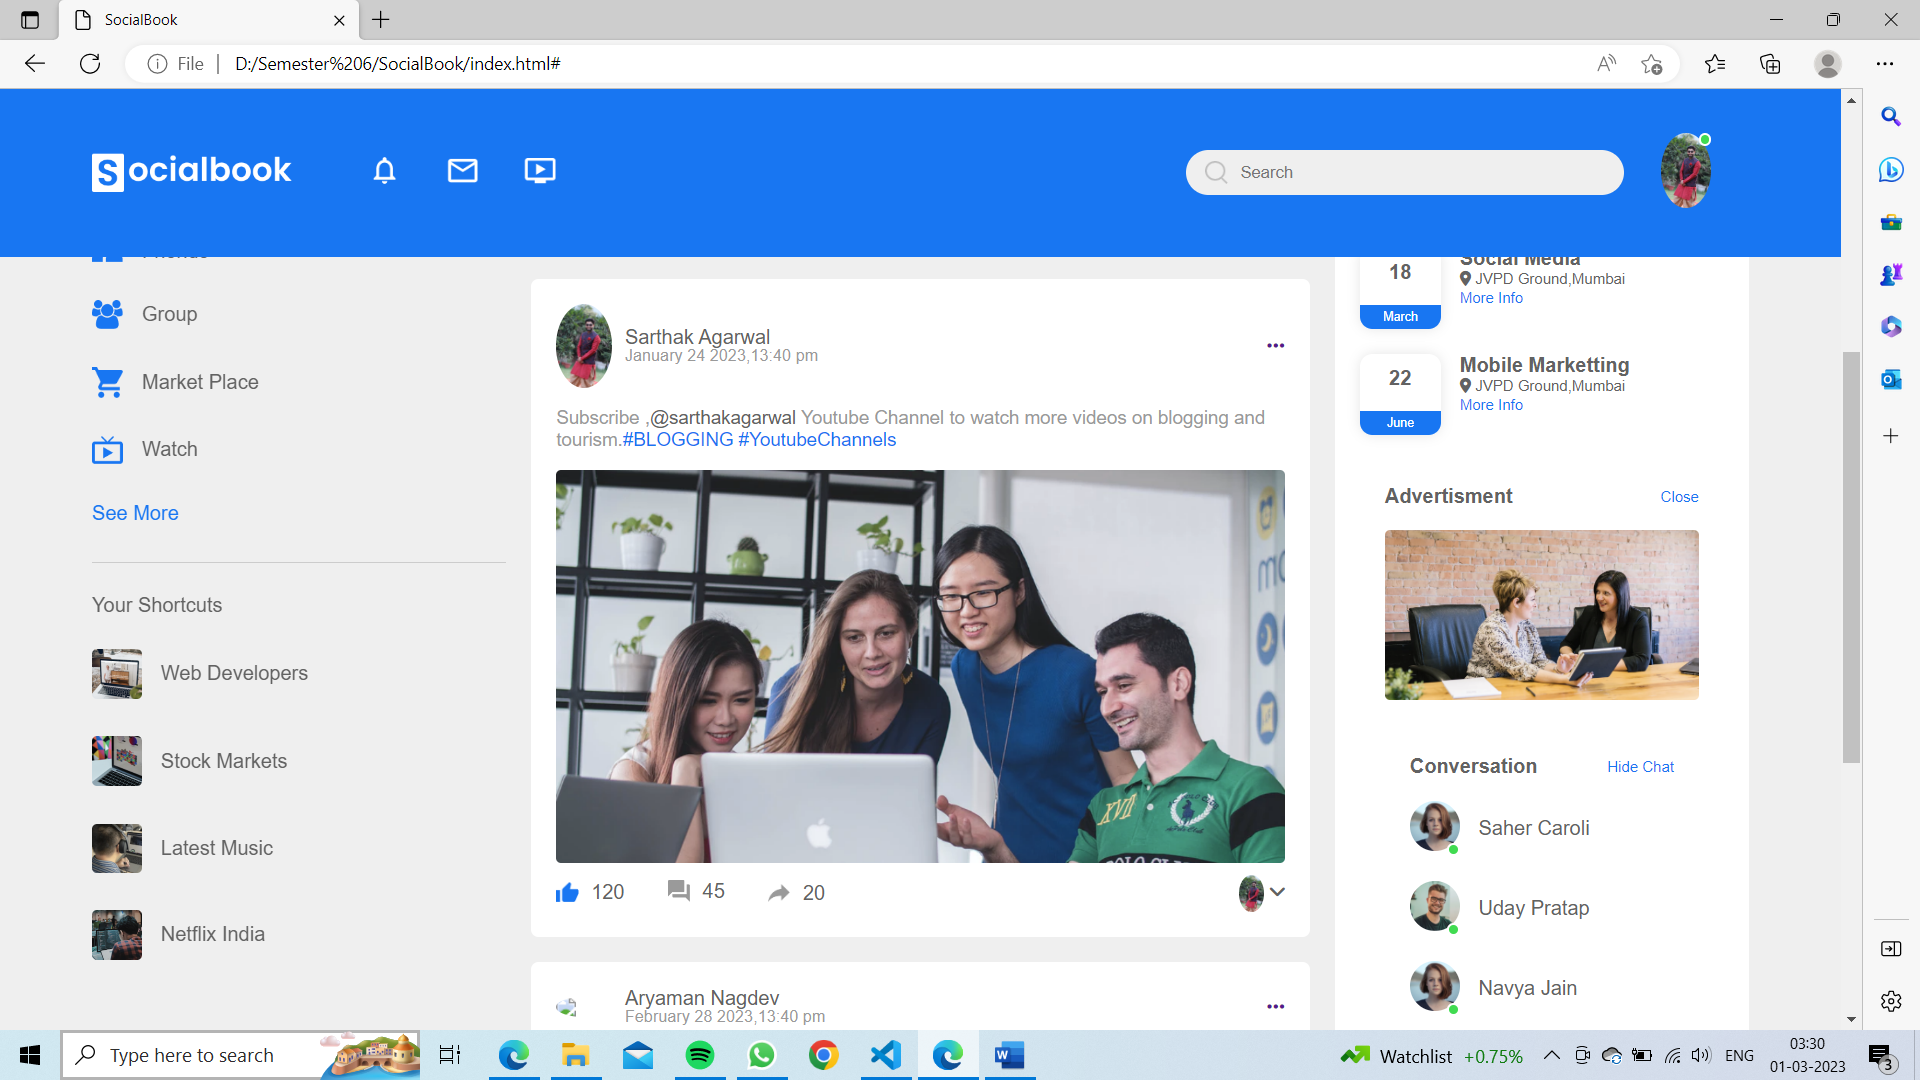 SocialBook
File
D:/Semester%206/SocialBook/index.html#
Socialbook
Search
Group
Market Place
Watch
See More
Your Shortcuts
Web Developers
Stock Markets
Latest Music
Netflix India
Sarthak Agarwal
January 24 2023,13:40 pm
Subscribe ,@sarthakagarwal Youtube Channel to watch more videos on blogging and
tourism.#BLOGGING #YoutubeChannels
XVII
120
45
20
Aryaman Nagdev
February 28 2023,13:40 pm
18
March
Social Media
JVPD Ground,Mumbai
More Info
22
June
Mobile Marketting
JVPD Ground,Mumbai
More Info
Advertisment
Close
Conversation
Hide Chat
Saher Caroli
Uday Pratap
Navya Jain
Type here to search
Watchlist +0.75%
ENG
03:30
01-03-2023
3